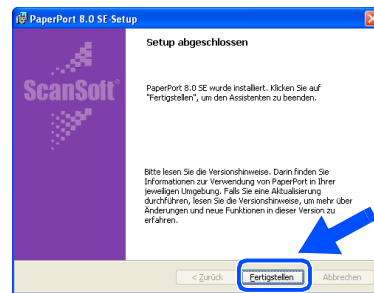 PaperPort 8.0 SE-Setup
Setup abgeschlossen
ScanSoft®
PaperPort 8.0 SE wurde installiert. Klicken Sie auf
"Fertigstellen", um den Assistenten zu beenden.
Bitte lesen Sie die Versionshinweise. Darin finden Sie
Informationen zur Verwendung von PaperPort in Ihrer
jeweiligen Umgebung. Falls Sie eine Aktualisierung
durchführen, lesen Sie die Versionshinweise, um mehr über
Änderungen und neue Funktionen in dieser Version zu
erfahren.
< Zurück
Fertigstellen
Abbrechen